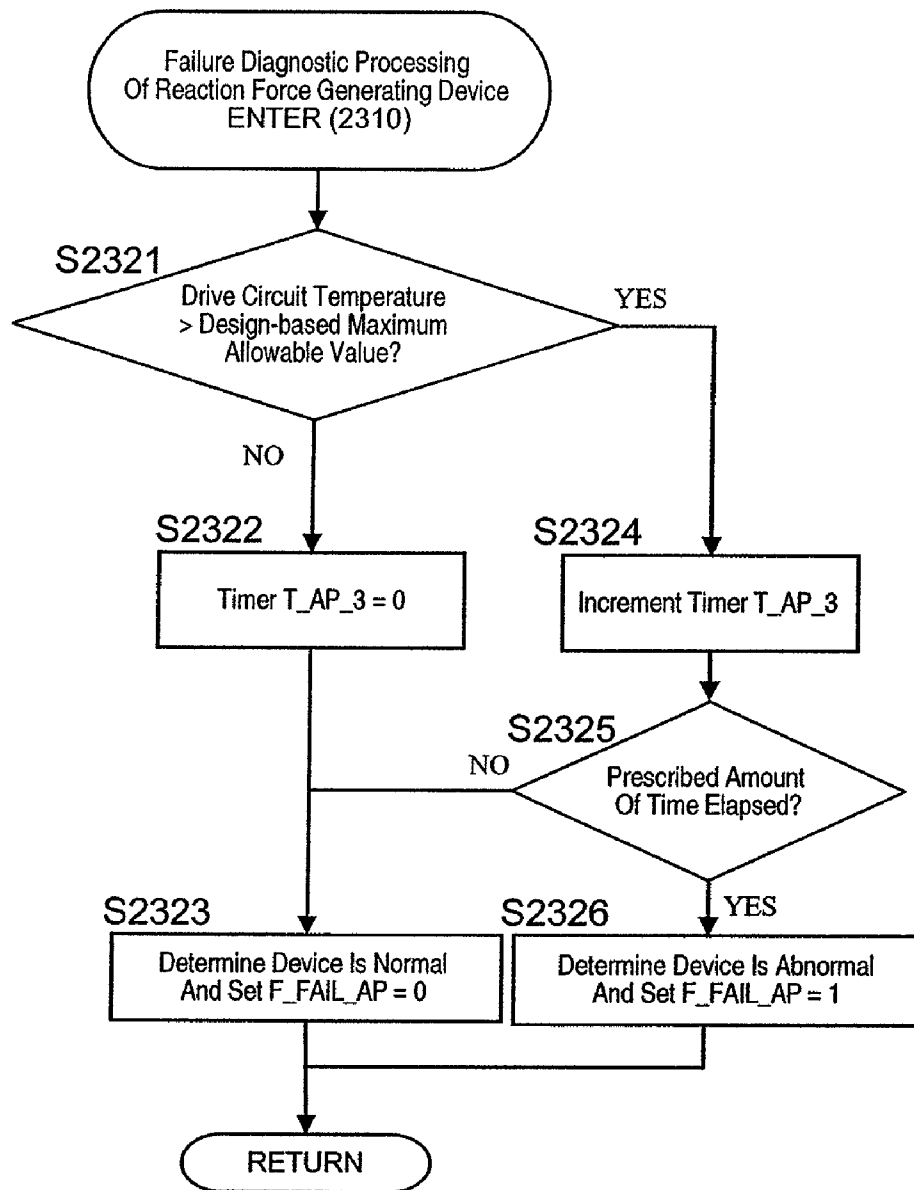 Failure Diagnostic Processing
Of Reaction Force Generating Device
ENTER (2310)
S2321
Drive Circuit Temperature
> Design-based Maximum
Allowable Value?
YES
NO
S2322
Timer T_AP_3 = 0
S2324
Increment Timer T_AP_3
S2325
NO
Prescribed Amount
Of Time Elapsed?
YES
S2323
Determine Device Is Normal
And Set F_FAIL_AP = 0
S2326
Determine Device Is Abnormal
And Set F_FAIL_AP = 1
RETURN